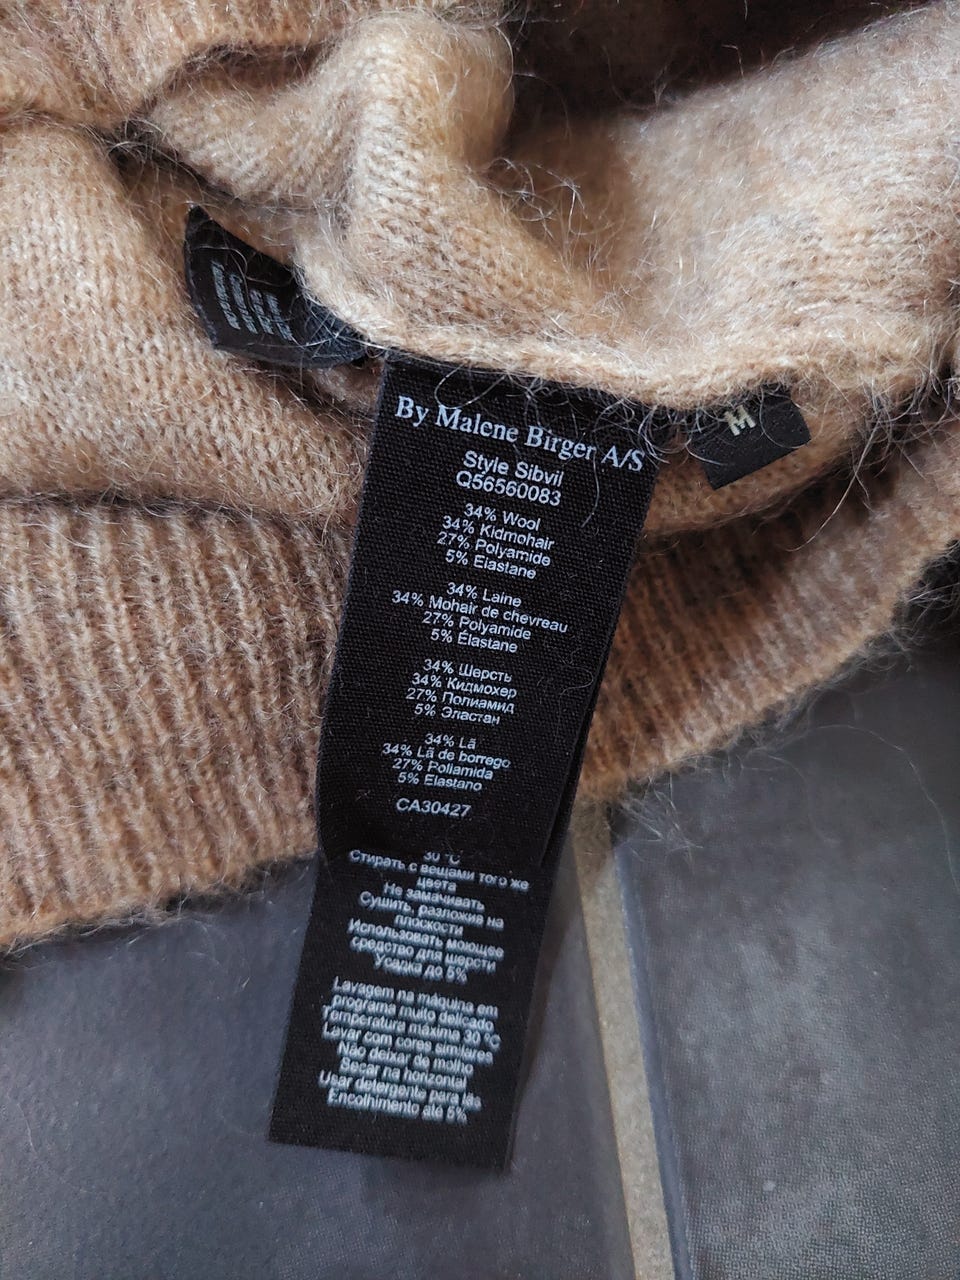 By Malene Birger A/S
Style Sibvil
Q56560083
34% Wool
34% Kidmohair
27% Polyamide
5% Elastane
34% Laine
34% Mohair de chevreau
27% Polyamide
5% Élastane
34% Шерсть
34% Кидмохер
27% Полиамид
5% Эластан
34% Lã
34% Lã de borrego
27% Poliamida
5% Elastano
CA30427
30 °C
Стирать с вещами того же
цвета
Не замачивать
Сушить, разложив на
плоскости
Использовать моющее
средство для шерсти
Усадка до 5%
Lavagem na máquina em
programa muito delicado
Temperatura máxima 30 °C
Lavar com cores similares
Não deixar de molho
Secar na horizontal
Usar detergente para lãs
Encolhimento até 5%
M